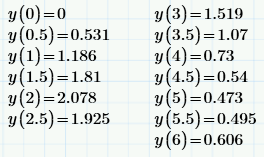 y(0)=0
y(0.5)=0.531
y(1)=1.186
y(1.5)=1.81
y(2)=2.078
y(2.5)=1.925
y(3)=1.519
y(3.5)=1.07
y(4)=0.73
y(4.5)=0.54
y(5)=0.473
y(5.5)=0.495
y(6)=0.606